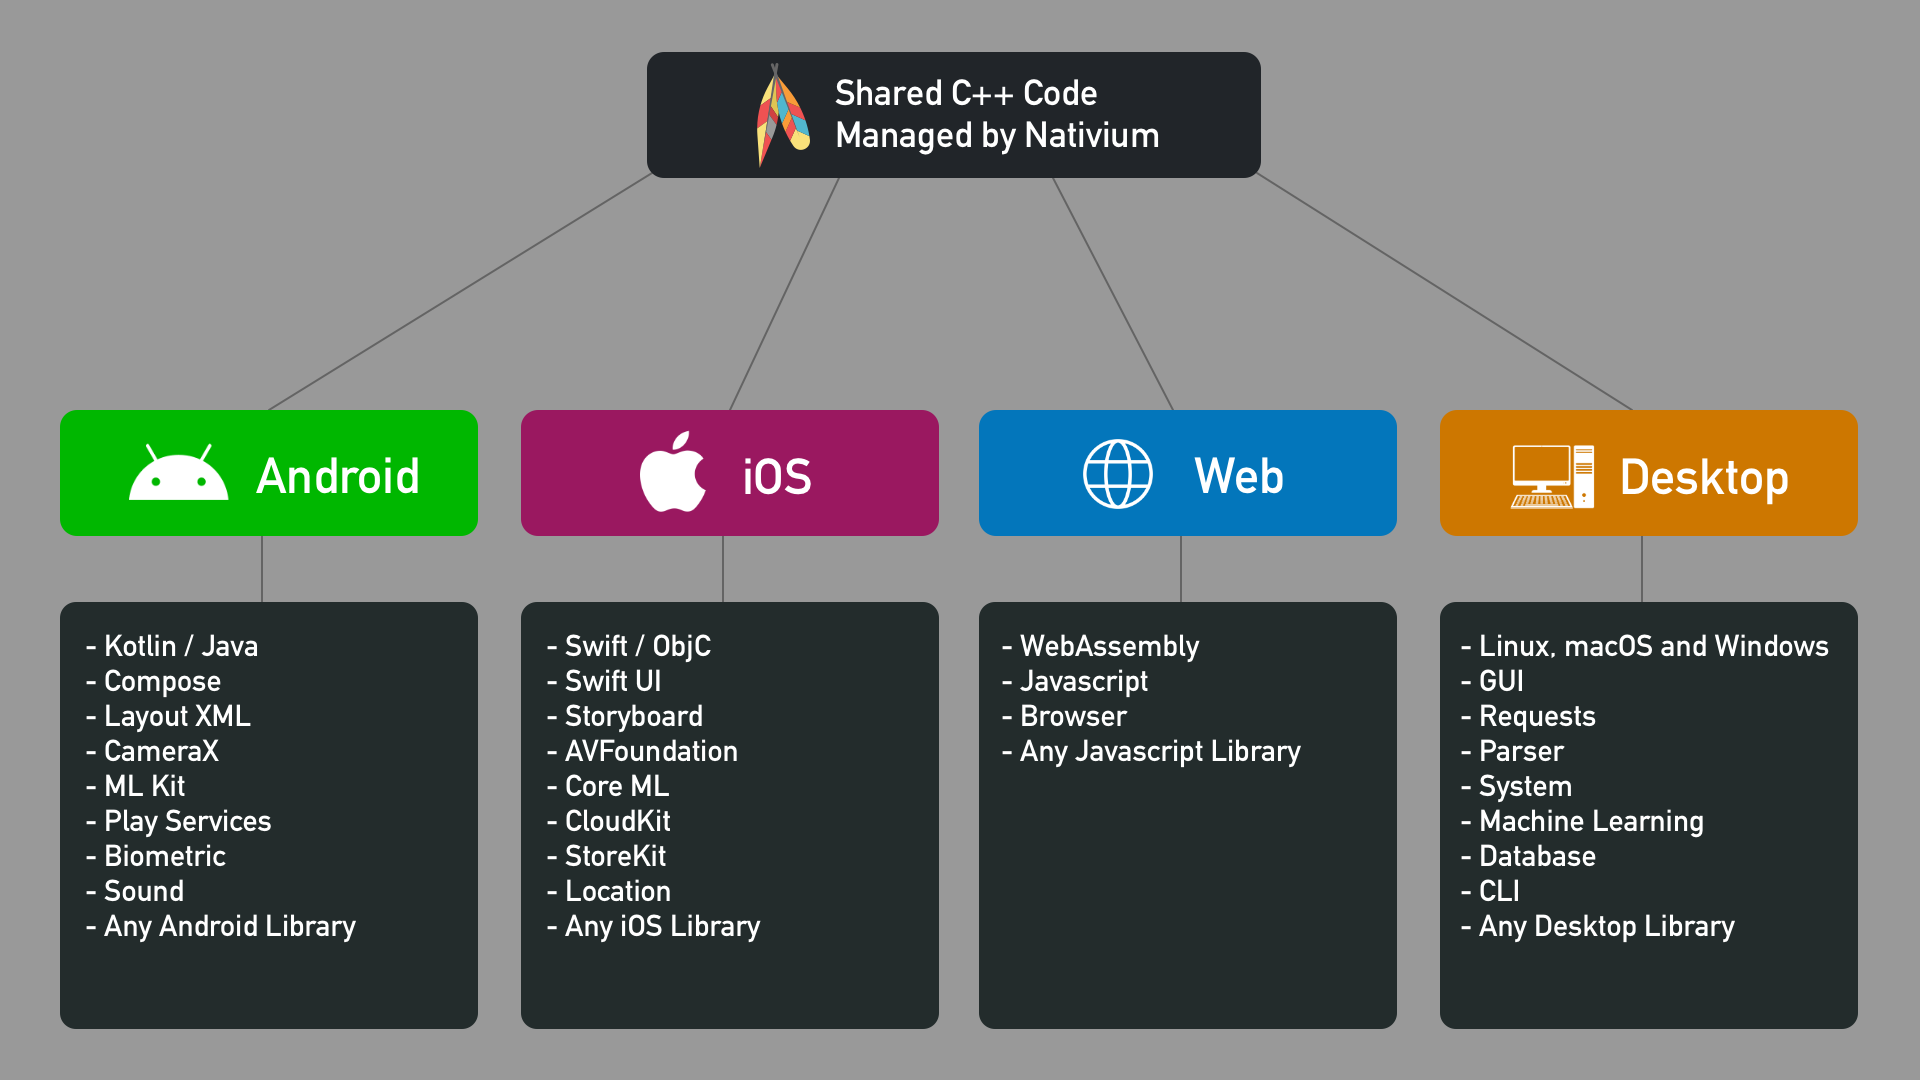 Shared C++ Code
Managed by Nativium
Android
- Kotlin / Java
- Compose
- Layout XML
- CameraX
- ML Kit
- Play Services
- Biometric
- Sound
- Any Android Library
iOS
- Swift / ObjC
- Swift UI
- Storyboard
- AVFoundation
- Core ML
- CloudKit
- StoreKit
- Location
- Any iOS Library
Web
- WebAssembly
- Javascript
- Browser
- Any Javascript Library
Desktop
- Linux, macOS and Windows
- GUI
- Requests
- Parser
- System
- Machine Learning
- Database
- CLI
- Any Desktop Library